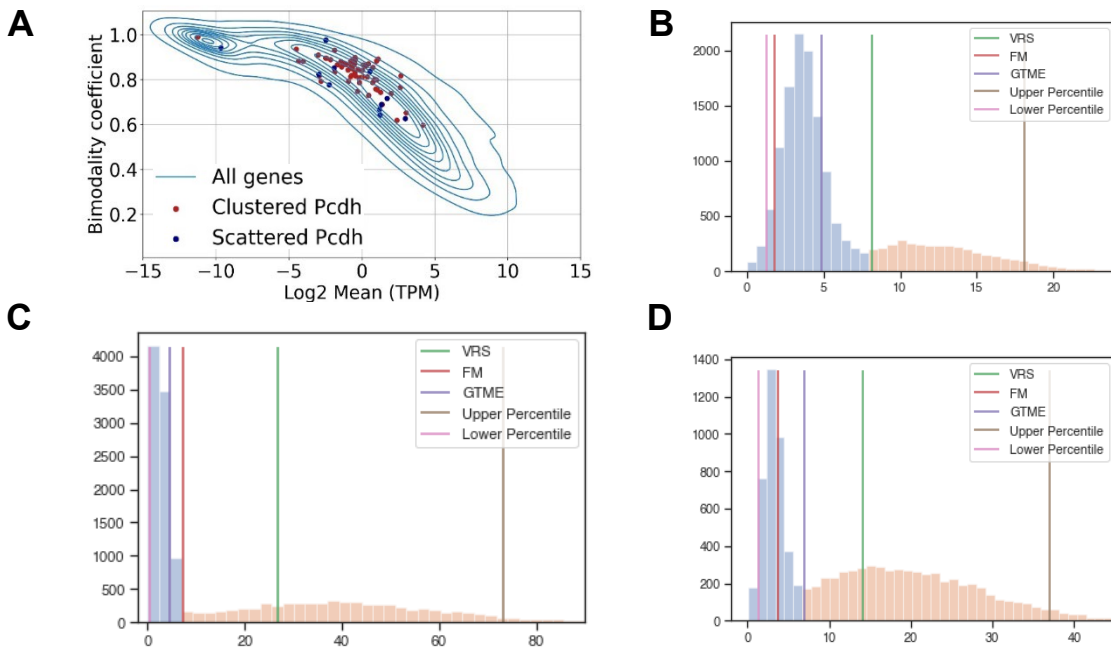 A
1.0
0.8
0.6
0.4
0.2
Bimodality coefficient
All genes
Clustered Pcdh
Scattered Pcdh
−15 −10 −5 0 5 10 15
Log2 Mean (TPM)
B
2000
1500
1000
500
0
VRS
FM
GTME
Upper Percentile
Lower Percentile
0 5 10 15 20
C
4000
3500
3000
2500
2000
1500
1000
500
0
VRS
FM
GTME
Upper Percentile
Lower Percentile
0 20 40 60 80
D
1400
1200
1000
800
600
400
200
0
VRS
FM
GTME
Upper Percentile
Lower Percentile
0 10 20 30 40